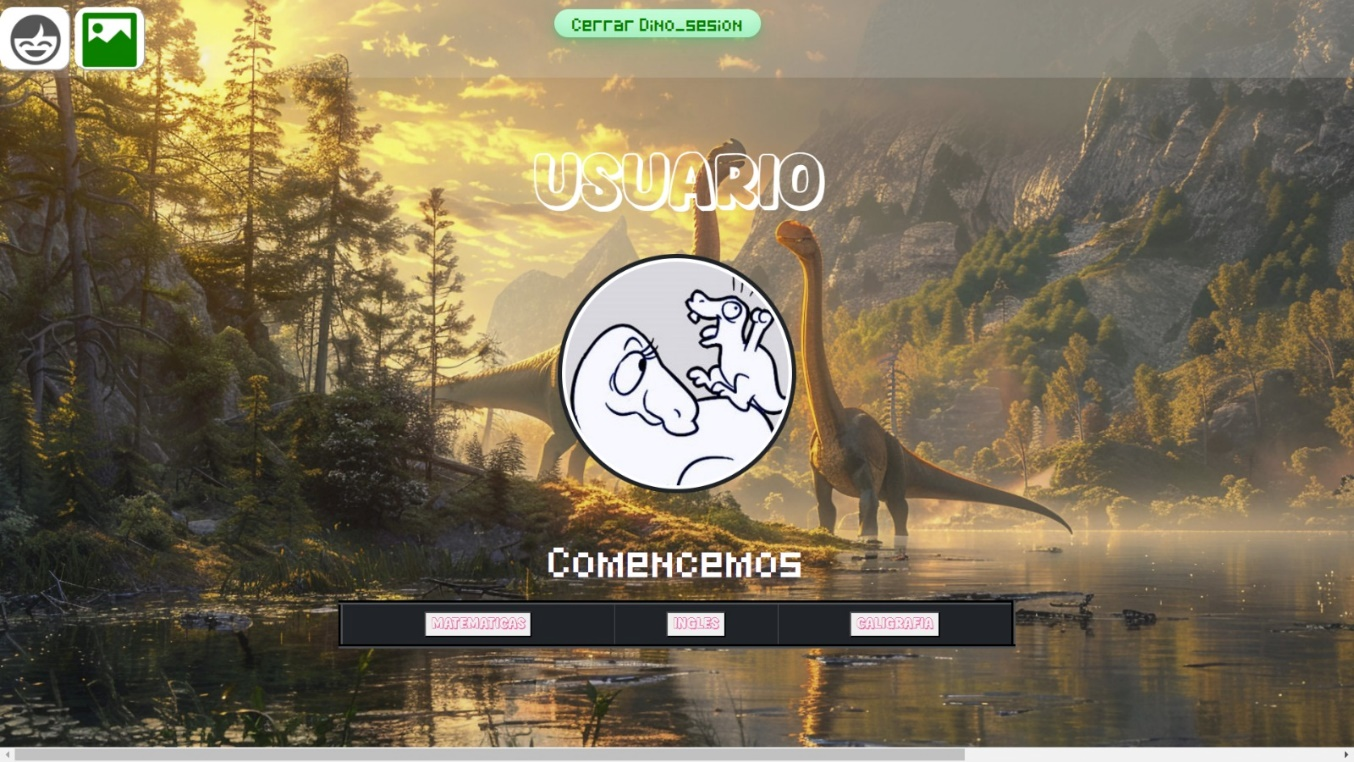 Cerrar Dino_sesion
USUARIO
Comencemos
MATEMATICAS
INGLES
CALIGRAFIA